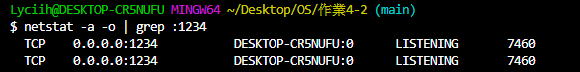 Lyciih@DESKTOP-CR5NUFU MINGW64 ~/Desktop/OS/作業4-2 (main)
$ netstat -a -o | grep :1234
  TCP    0.0.0.0:1234           DESKTOP-CR5NUFU:0      LISTENING       7460
  TCP    0.0.0.0:1234           DESKTOP-CR5NUFU:0      LISTENING       7460